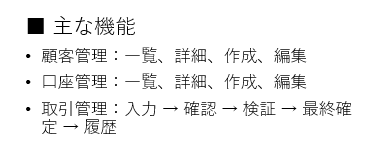 ■ 主な機能
• 顧客管理：一覧、詳細、作成、編集
• 口座管理：一覧、詳細、作成、編集
• 取引管理：入力 → 確認 → 検証 → 最終確
定 → 履歴